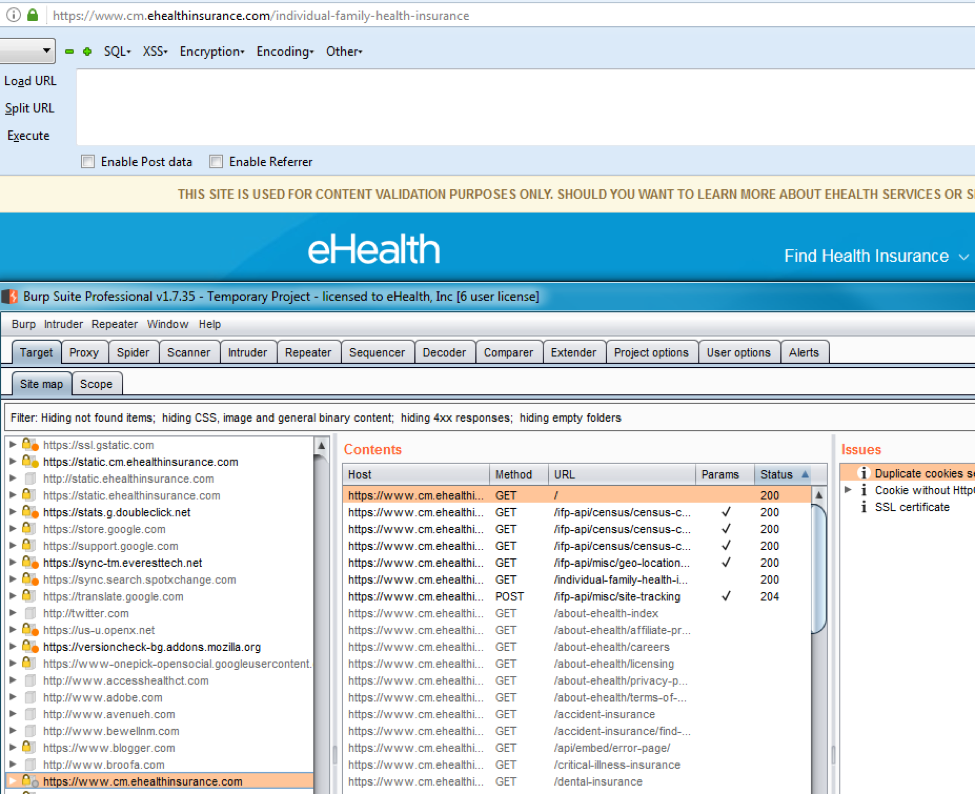 https://www.cm.ehealthinsurance.com/individual-family-health-insurance
SQL XSS Encryption Encoding Other
Load URL
Split URL
Execute
Enable Post data Enable Referrer
THIS SITE IS USED FOR CONTENT VALIDATION PURPOSES ONLY. SHOULD YOU WANT TO LEARN MORE ABOUT EHEALTH SERVICES OR S
eHealth
Find Health Insurance
Burp Suite Professional v1.7.35 - Temporary Project - licensed to eHealth, Inc [6 user license]
Burp Intruder Repeater Window Help
Target Proxy Spider Scanner Intruder Repeater Sequencer Decoder Comparer Extender Project options User options Alerts
Site map Scope
Filter: Hiding not found items; hiding CSS, image and general binary content; hiding 4xx responses; hiding empty folders
https://ssl.gstatic.com
https://static.cm.ehealthinsurance.com
http://static.ehealthinsurance.com
https://static.ehealthinsurance.com
https://stats.g.doubleclick.net
https://store.google.com
https://support.google.com
https://sync-tm.everesttech.net
https://sync.search.spotxchange.com
https://translate.google.com
http://twitter.com
https://us-u.openx.net
https://versioncheck-bg.addons.mozilla.org
https://www-onepick-opensocial.googleusercontent.
http://www.accesshealthct.com
http://www.adobe.com
http://www.avenueh.com
http://www.bewellnm.com
https://www.blogger.com
http://www.broofa.com
https://www.cm.ehealthinsurance.com
Contents
Host Method URL Params Status
https://www.cm.ehealthi... GET / 200
https://www.cm.ehealthi... GET /ifp-api/census/census-c... ✓ 200
https://www.cm.ehealthi... GET /ifp-api/census/census-c... ✓ 200
https://www.cm.ehealthi... GET /ifp-api/census/census-c... ✓ 200
https://www.cm.ehealthi... GET /ifp-api/misc/geo-location... ✓ 200
https://www.cm.ehealthi... GET /individual-family-health-i... 200
https://www.cm.ehealthi... POST /ifp-api/misc/site-tracking ✓ 204
https://www.cm.ehealthi... GET /about-ehealth-index
https://www.cm.ehealthi... GET /about-ehealth/affiliate-pr...
https://www.cm.ehealthi... GET /about-ehealth/careers
https://www.cm.ehealthi... GET /about-ehealth/licensing
https://www.cm.ehealthi... GET /about-ehealth/privacy-p...
https://www.cm.ehealthi... GET /about-ehealth/terms-of-...
https://www.cm.ehealthi... GET /accident-insurance
https://www.cm.ehealthi... GET /accident-insurance/find-...
https://www.cm.ehealthi... GET /api/embed/error-page/
https://www.cm.ehealthi... GET /critical-illness-insurance
https://www.cm.ehealthi... GET /dental-insurance
Issues
Duplicate cookies se
Cookie without HttpO
SSL certificate